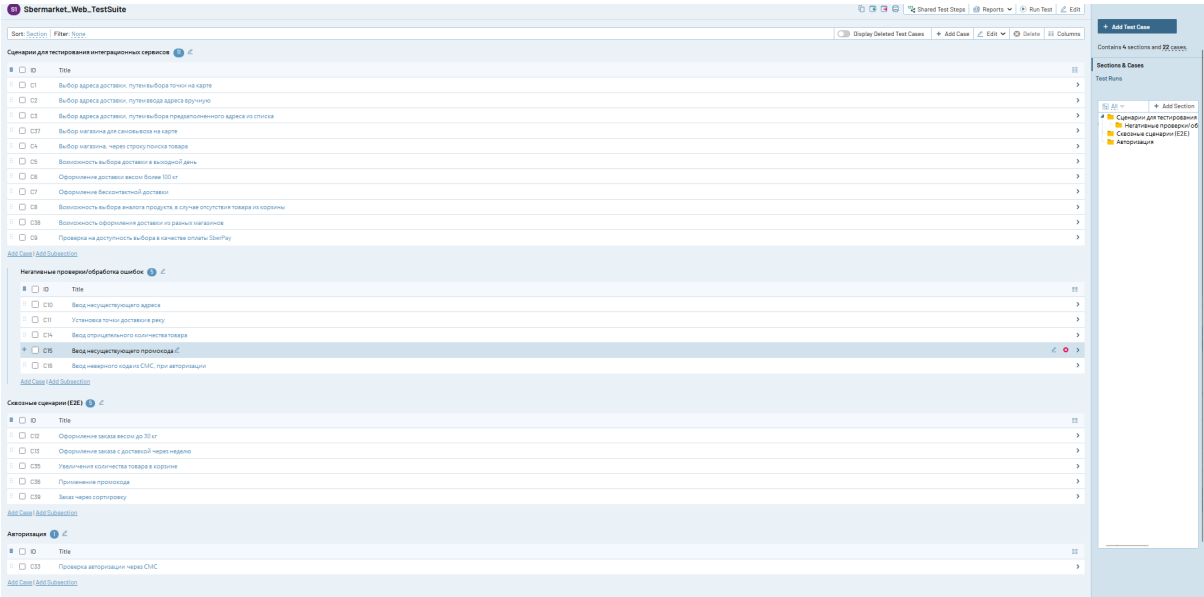 S1 Sbermarket_Web_TestSuite
Shared Test Steps Reports Run Test Edit
Sort: Section Filter: None
Display Deleted Test Cases + Add Case Edit Delete Columns
Сценарии для тестирования интеграционных сервисов 11
ID Title
C1 Выбор адреса доставки, путем выбора точки на карте
C2 Выбор адреса доставки, путем ввода адреса вручную
C3 Выбор адреса доставки, путем выбора предзаполненного адреса из списка
C37 Выбор магазина для самовывоза на карте
C4 Выбор магазина, через строку поиска товара
C5 Возможность выбора доставки в выходной день
C6 Оформление доставки весом более 100 кг
C7 Оформление бесконтактной доставки
C8 Возможность выбора аналога продукта, в случае отсутствия товара из корзины
Возможность оформления доставки из разных магазинов
C9 Проверка на доступность выбора в качестве оплаты SberPay
Add Case | Add Subsection
Негативные проверки/обработка ошибок 5
ID Title
C10 Ввод несуществующего адреса
C11 Установка точки доставки в реку
C14 Ввод отрицательного количества товара
C15 Ввод несуществующего промокода
C16 Ввод неверного кода из СМС, при авторизации
Add Case | Add Subsection
Сквозные сценарии (E2E) 5
ID Title
C12 Оформление заказа весом до 30 кг
C13 Оформление заказа с доставкой через неделю
C35 Увеличения количества товара в корзине
C38 Применение промокода
C39 Заказ через сортировку
Add Case | Add Subsection
Авторизация 1
ID Title
C33 Проверка авторизации через СМС
Add Case | Add Subsection
+ Add Test Case
Contains 4 sections and 22 cases.
Sections & Cases
Test Runs
All + Add Section
Сценарии для тестирования
Негативные проверки/об
Сквозные сценарии (E2E)
Авторизация